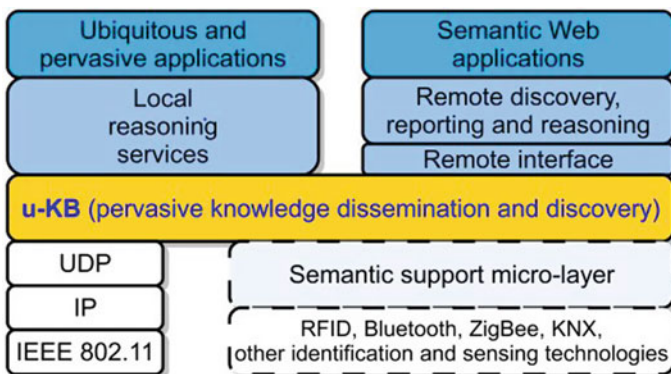 Ubiquitous and
pervasive applications
Semantic Web
applications
Local
reasoning
services
Remote discovery,
reporting and reasoning
Remote interface
u-KB (pervasive knowledge dissemination and discovery)
UDP
IP
IEEE 802.11
Semantic support micro-layer
RFID, Bluetooth, ZigBee, KNX,
other identification and sensing technologies